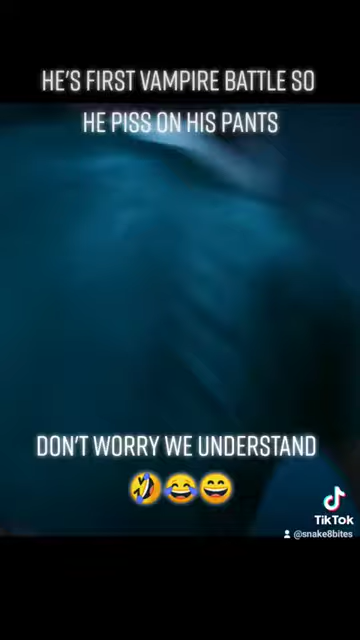 HE'S FIRST VAMPIRE BATTLE SO
HE PISS ON HIS PANTS
DON'T WORRY WE UNDERSTAND
🤣😂😄
TikTok
@snake8bites